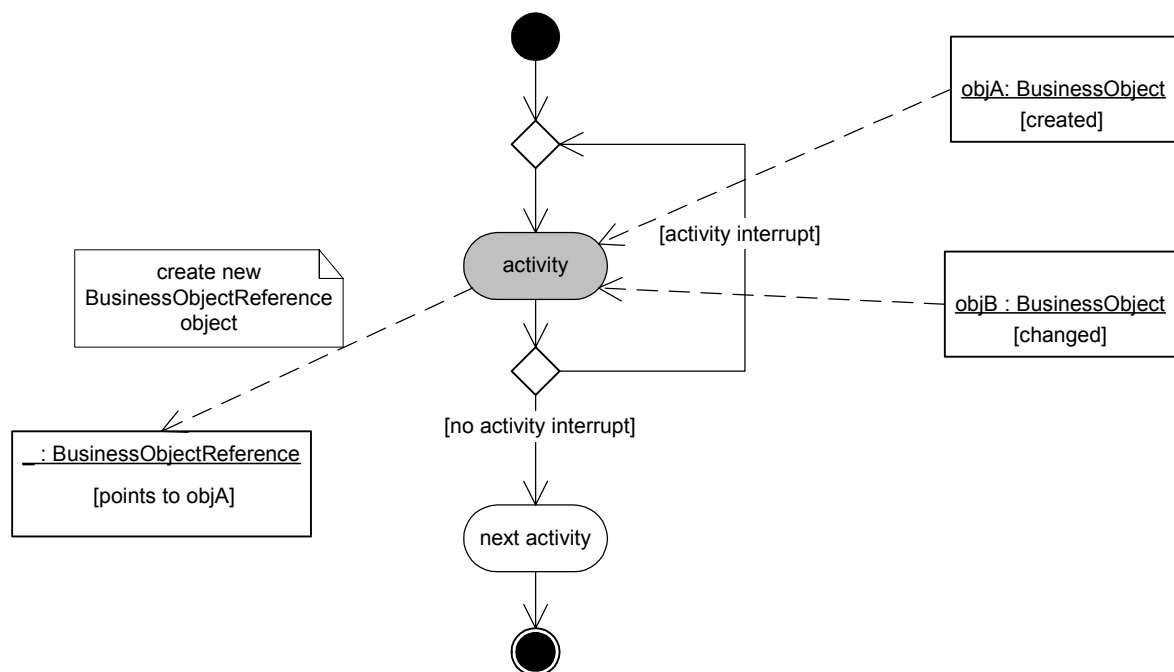 objA: BusinessObject
[created]
[activity interrupt]
activity
create new
BusinessObjectReference
object
objB : BusinessObject
[changed]
[no activity interrupt]
_ : BusinessObjectReference
[points to objA]
next activity